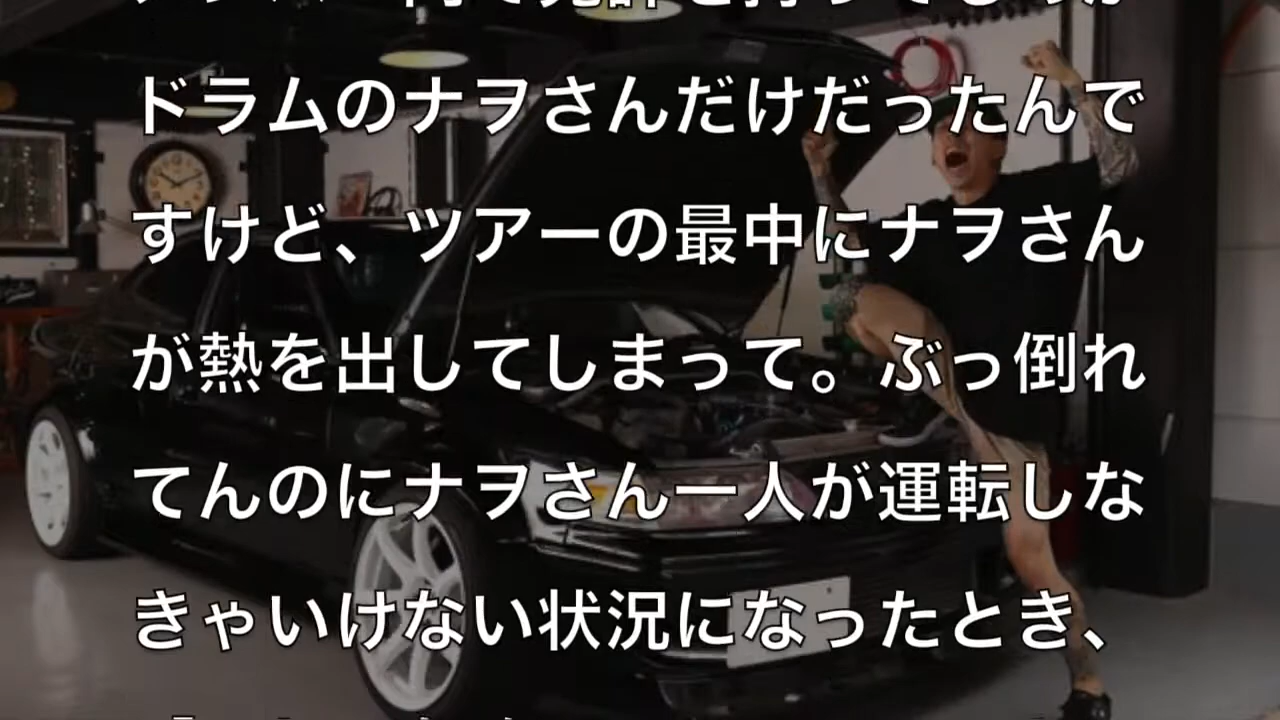 ドラムのナヲさんだけだったんで
すけど、ツアーの最中にナヲさん
が熱を出してしまって。ぶっ倒れ
てんのにナヲさん一人が運転しな
きゃいけない状況になったとき、